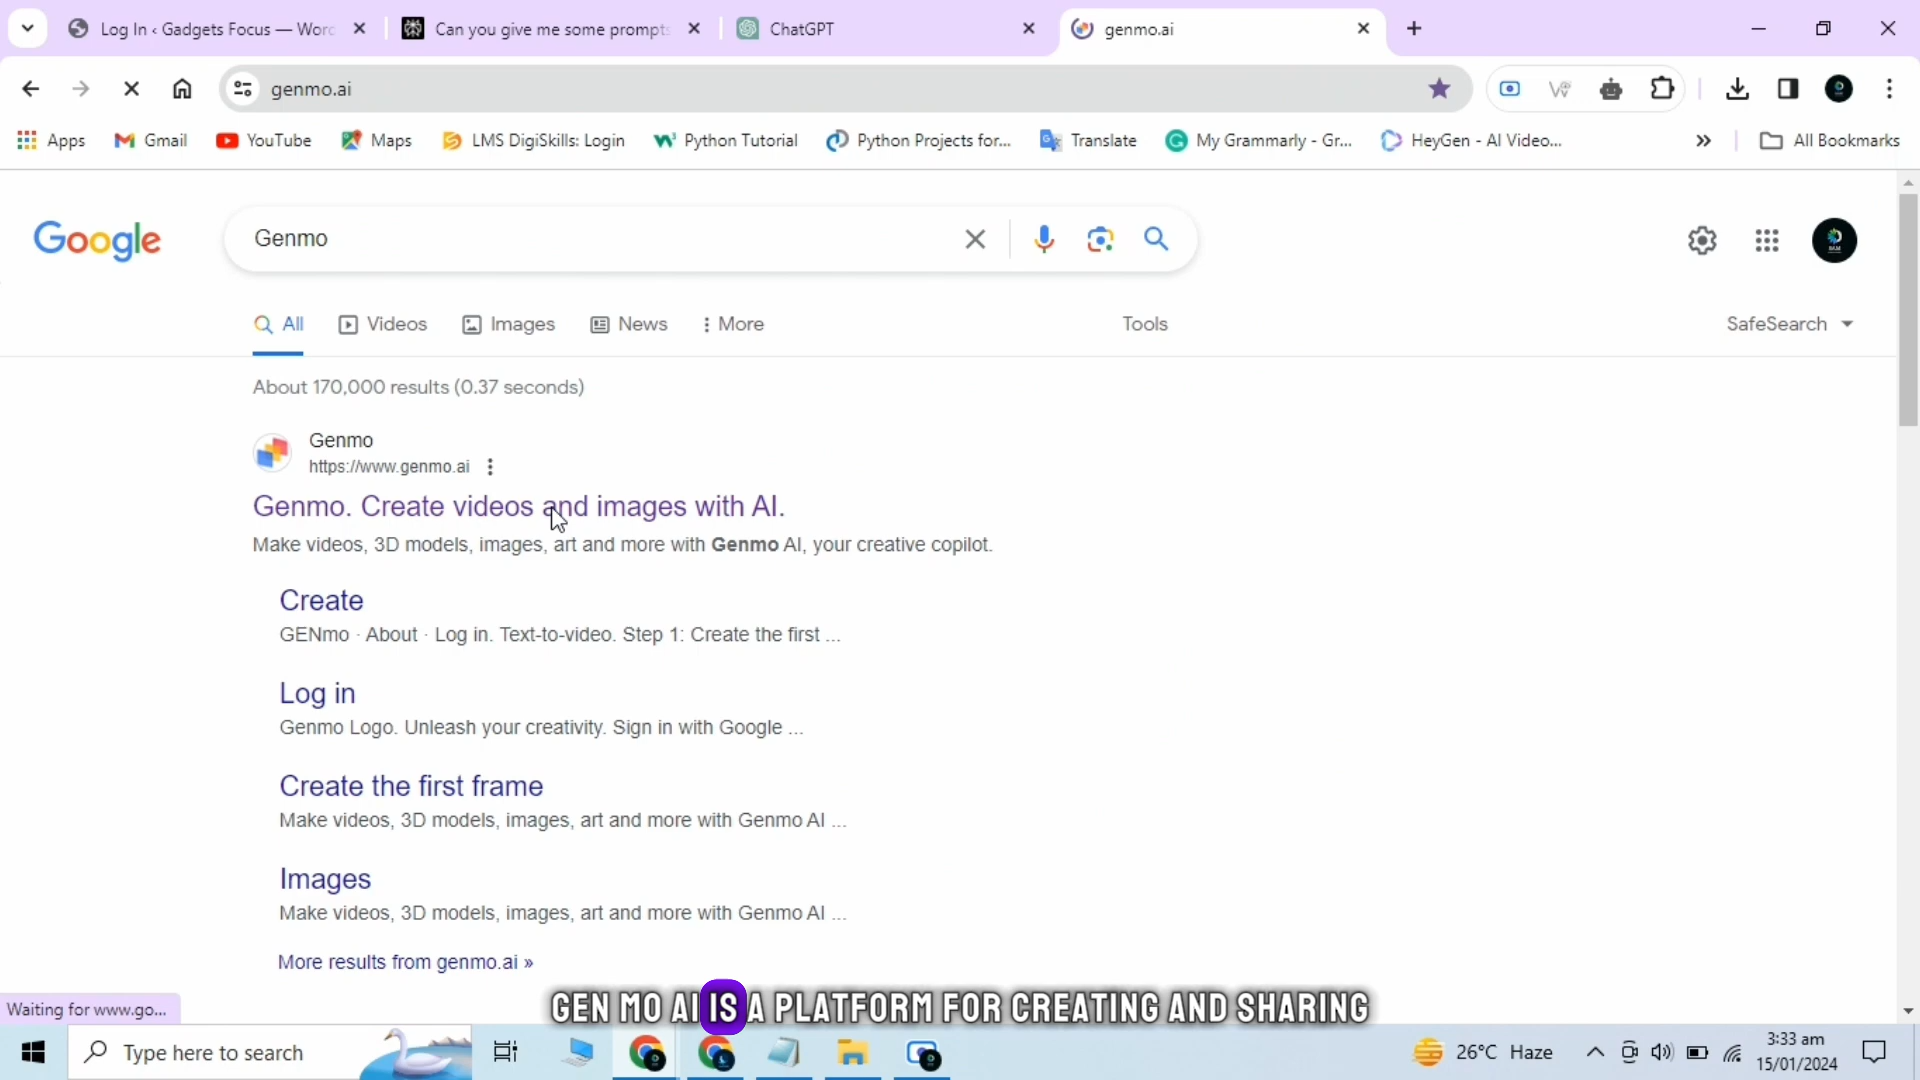 Log In ‹ Gadgets Focus — Worc
Can you give me some prompts
ChatGPT
genmo.ai
genmo.ai
Apps
Gmail
YouTube
Maps
LMS DigiSkills: Login
Python Tutorial
Python Projects for...
Translate
My Grammarly - Gr...
HeyGen - AI Video...
All Bookmarks
Google
Genmo
All
Videos
Images
News
More
Tools
SafeSearch
About 170,000 results (0.37 seconds)
Genmo
https://www.genmo.ai
Genmo. Create videos and images with AI.
Make videos, 3D models, images, art and more with Genmo AI, your creative copilot.
Create
GENmo · About · Log in. Text-to-video. Step 1: Create the first ...
Log in
Genmo Logo. Unleash your creativity. Sign in with Google ...
Create the first frame
Make videos, 3D models, images, art and more with Genmo AI ...
Images
Make videos, 3D models, images, art and more with Genmo AI ...
More results from genmo.ai »
GEN MO AI IS A PLATFORM FOR CREATING AND SHARING
Waiting for www.go...
Type here to search
26°C Haze
3:33 am
15/01/2024